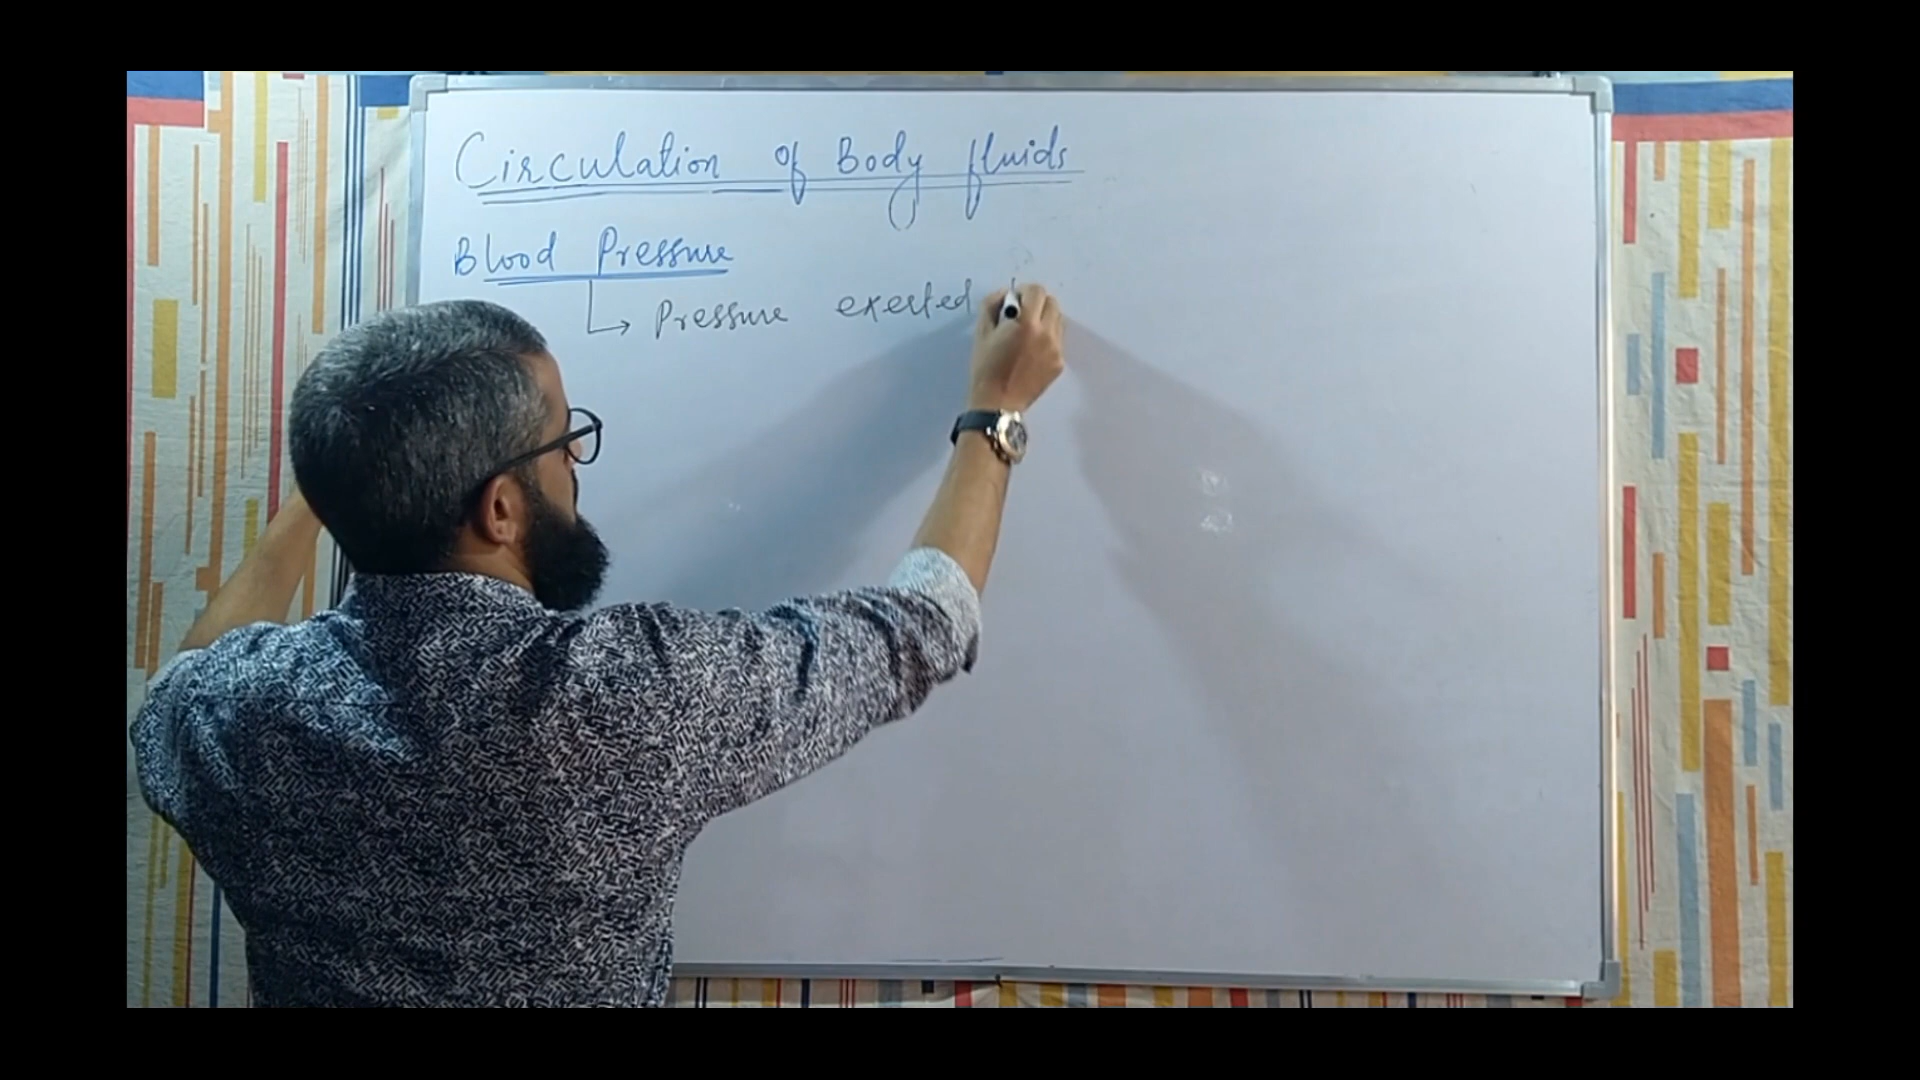 Circulation of Body fluids
Blood Pressure
Pressure exerted